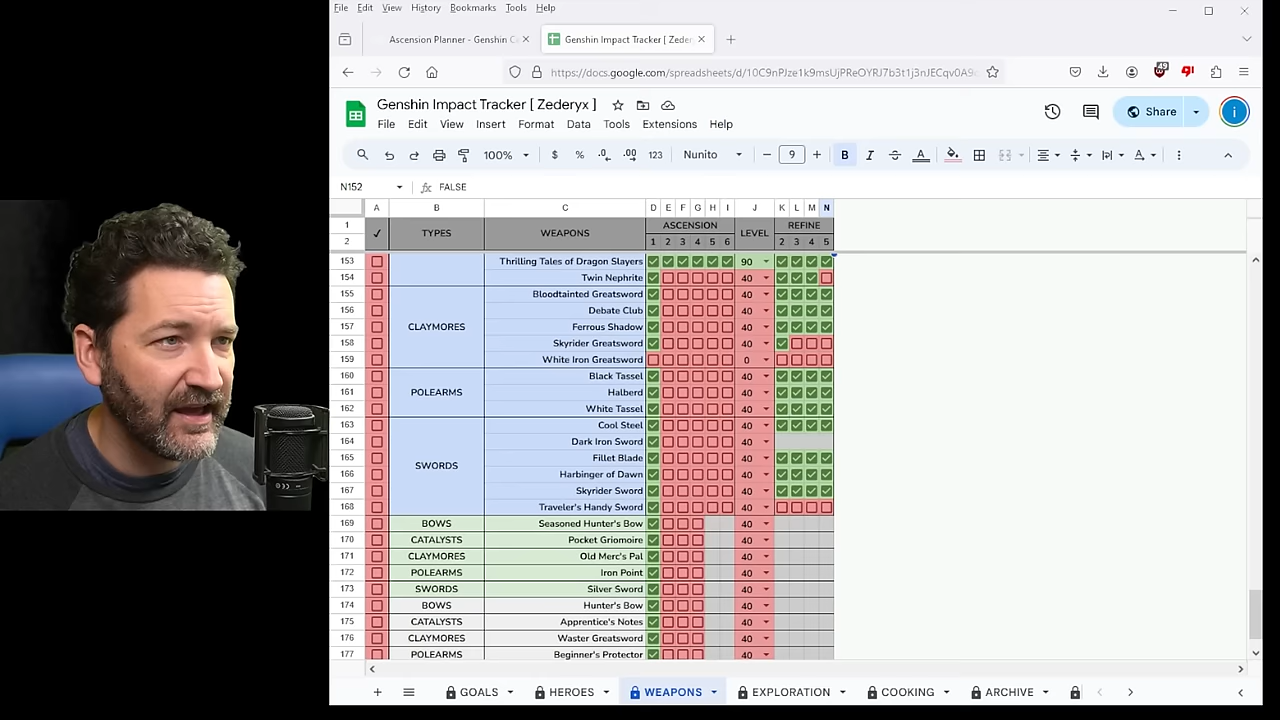 File Edit View History Bookmarks Tools Help
Ascension Planner - Genshin C
Genshin Impact Tracker [ Zeder
Genshin Impact Tracker [ Zederyx ]
File Edit View Insert Format Data Tools Extensions Help
Share
i
49
100% $ % .0 .00 123 Nunito 9 B I A
N152 FALSE
A B C D E F G H I J K L M N
1 ✓ TYPES WEAPONS ASCENSION LEVEL REFINE
2 1 2 3 4 5 6 2 3 4 5
153 Thrilling Tales of Dragon Slayers 90
154 Twin Nephrite 40
155 Bloodtainted Greatsword 40
156 Debate Club 40
157 CLAYMORES Ferrous Shadow 40
158 Skyrider Greatsword 40
159 White Iron Greatsword 0
160 Black Tassel 40
161 POLEARMS Halberd 40
162 White Tassel 40
163 Cool Steel 40
164 Dark Iron Sword 40
165 SWORDS Fillet Blade 40
166 Harbinger of Dawn 40
167 Skyrider Sword 40
168 Traveler's Handy Sword 40
169 BOWS Seasoned Hunter's Bow 40
170 CATALYSTS Pocket Griomoire 40
171 CLAYMORES Old Merc's Pal 40
172 POLEARMS Iron Point 40
173 SWORDS Silver Sword 40
174 BOWS Hunter's Bow 40
175 CATALYSTS Apprentice's Notes 40
176 CLAYMORES Waster Greatsword 40
177 POLEARMS Beginner's Protector 40
GOALS HEROES WEAPONS EXPLORATION COOKING ARCHIVE